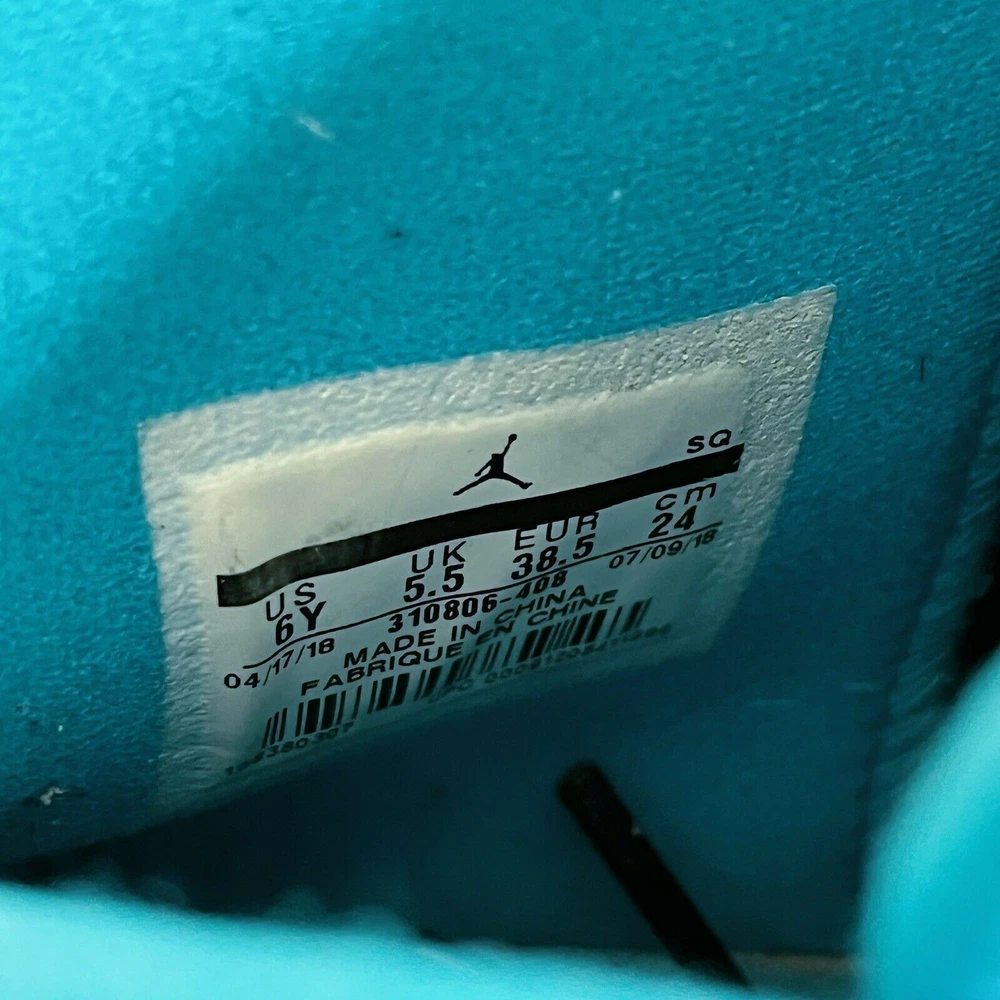 SQ
US UK EUR cm
6Y 5.5 38.5 24
04/17/18 310806-408 07/09/18
MADE IN CHINA
FABRIQUE EN CHINE